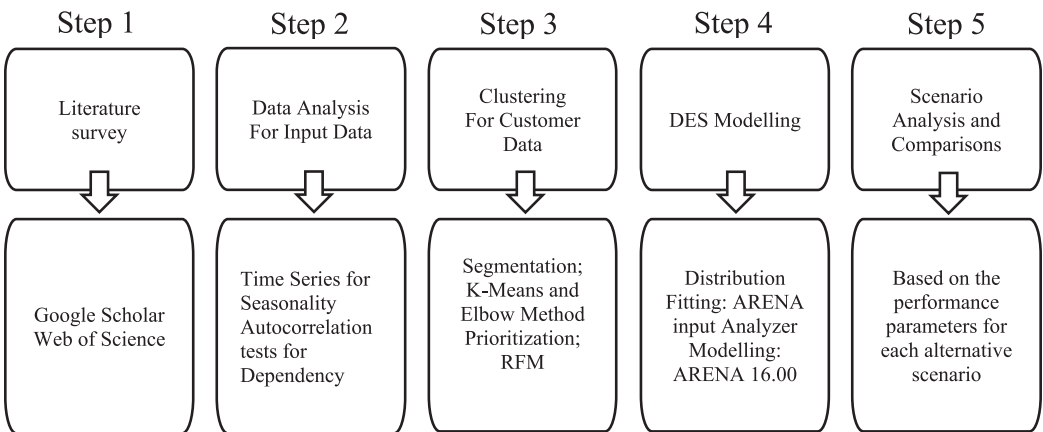 Step 1
Literature
survey
Google Scholar
Web of Science
Step 2
Data Analysis
For Input Data
Time Series for
Seasonality
Autocorrelation
tests for
Dependency
Step 3
Clustering
For Customer
Data
Segmentation;
K-Means and
Elbow Method
Prioritization;
RFM
Step 4
DES Modelling
Distribution
Fitting: ARENA
input Analyzer
Modelling:
ARENA 16.00
Step 5
Scenario
Analysis and
Comparisons
Based on the
performance
parameters for
each alternative
scenario